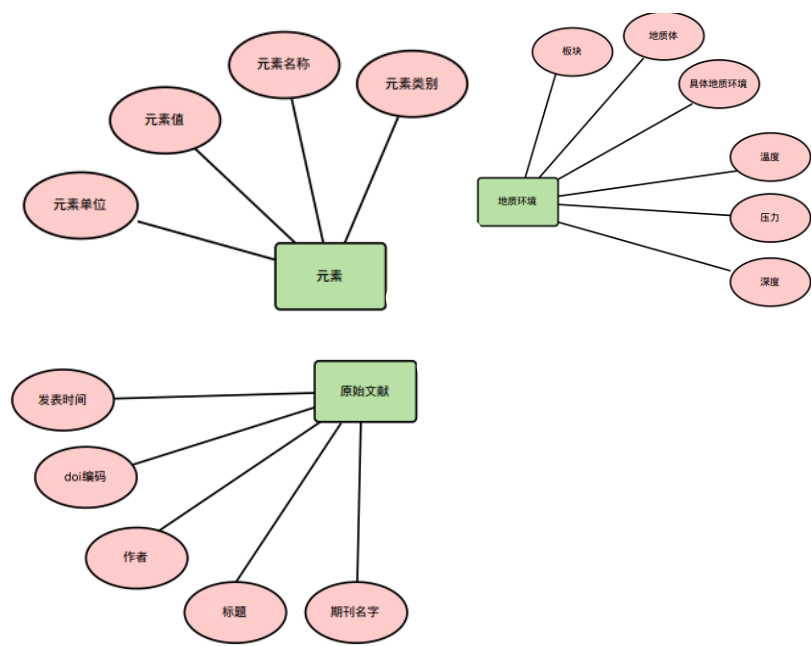 元素名称
元素类别
元素值
元素单位
元素
板块
地质体
具体地质环境
温度
地质环境
压力
深度
原始文献
发表时间
doi编码
作者
标题
期刊名字